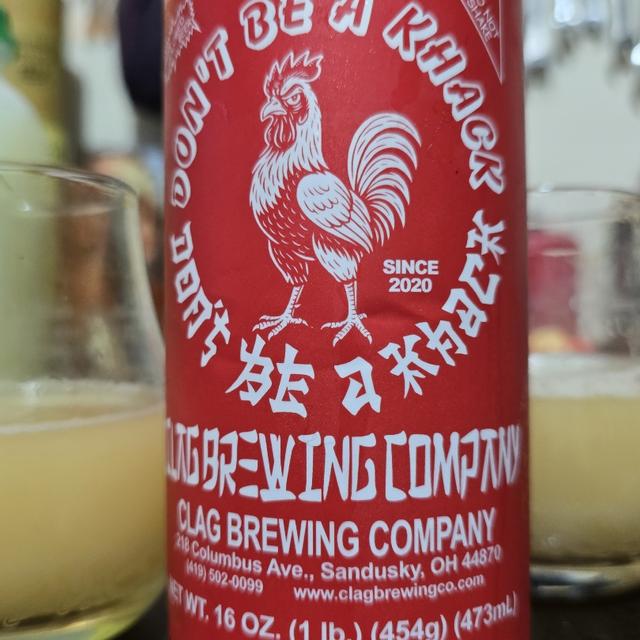 DON'T BE A KHACK
SINCE
2020
DON'T BE A KHACK
CLAG BREWING COMPANY
CLAG BREWING COMPANY
218 Columbus Ave., Sandusky, OH 44870
(419) 502-0099 www.clagbrewingco.com
NET WT. 16 OZ. (1 lb.) (454g) (473mL)